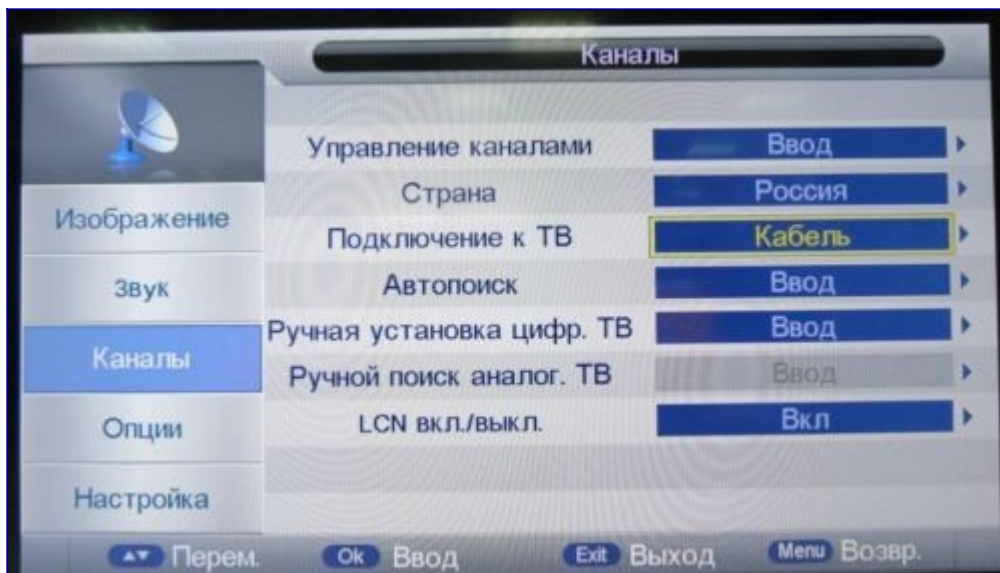 Каналы
Управление каналами Ввод
Страна Россия
Изображение
Подключение к ТВ Кабель
Звук
Автопоиск Ввод
Ручная установка цифр. ТВ Ввод
Каналы
Ручной поиск аналог. ТВ Ввод
Опции
LCN вкл./выкл. Вкл
Настройка
Перем. Ok Ввод Exit Выход Menu Возвр.